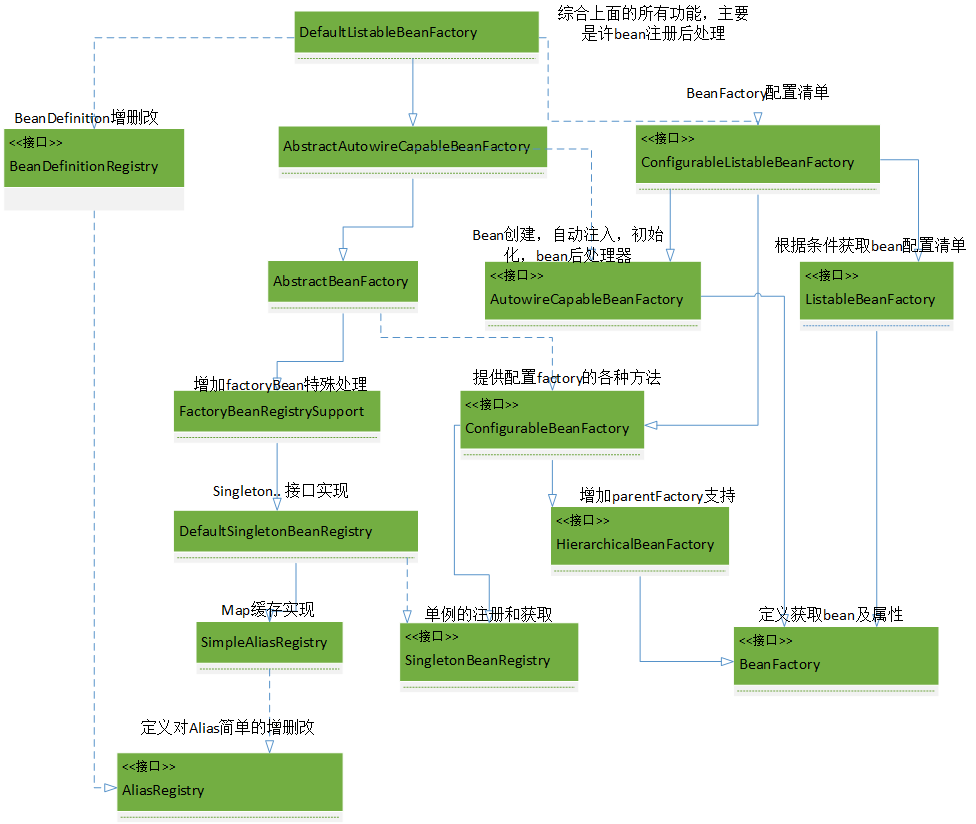 综合上面的所有功能，主要
是许bean注册后处理
DefaultListableBeanFactory
BeanFactory配置清单
BeanDefinition增删改
<<接口>>
BeanDefinitionRegistry
AbstractAutowireCapableBeanFactory
<<接口>>
ConfigurableListableBeanFactory
Bean创建，自动注入，初始
化，bean后处理器
<<接口>>
AutowireCapableBeanFactory
根据条件获取bean配置清单
<<接口>>
ListableBeanFactory
AbstractBeanFactory
增加factoryBean特殊处理
FactoryBeanRegistrySupport
提供配置factory的各种方法
<<接口>>
ConfigurableBeanFactory
Singleton.. 接口实现
DefaultSingletonBeanRegistry
增加parentFactory支持
<<接口>>
HierarchicalBeanFactory
Map缓存实现
SimpleAliasRegistry
单例的注册和获取
<<接口>>
SingletonBeanRegistry
定义获取bean及属性
<<接口>>
BeanFactory
定义对Alias简单的增删改
<<接口>>
AliasRegistry